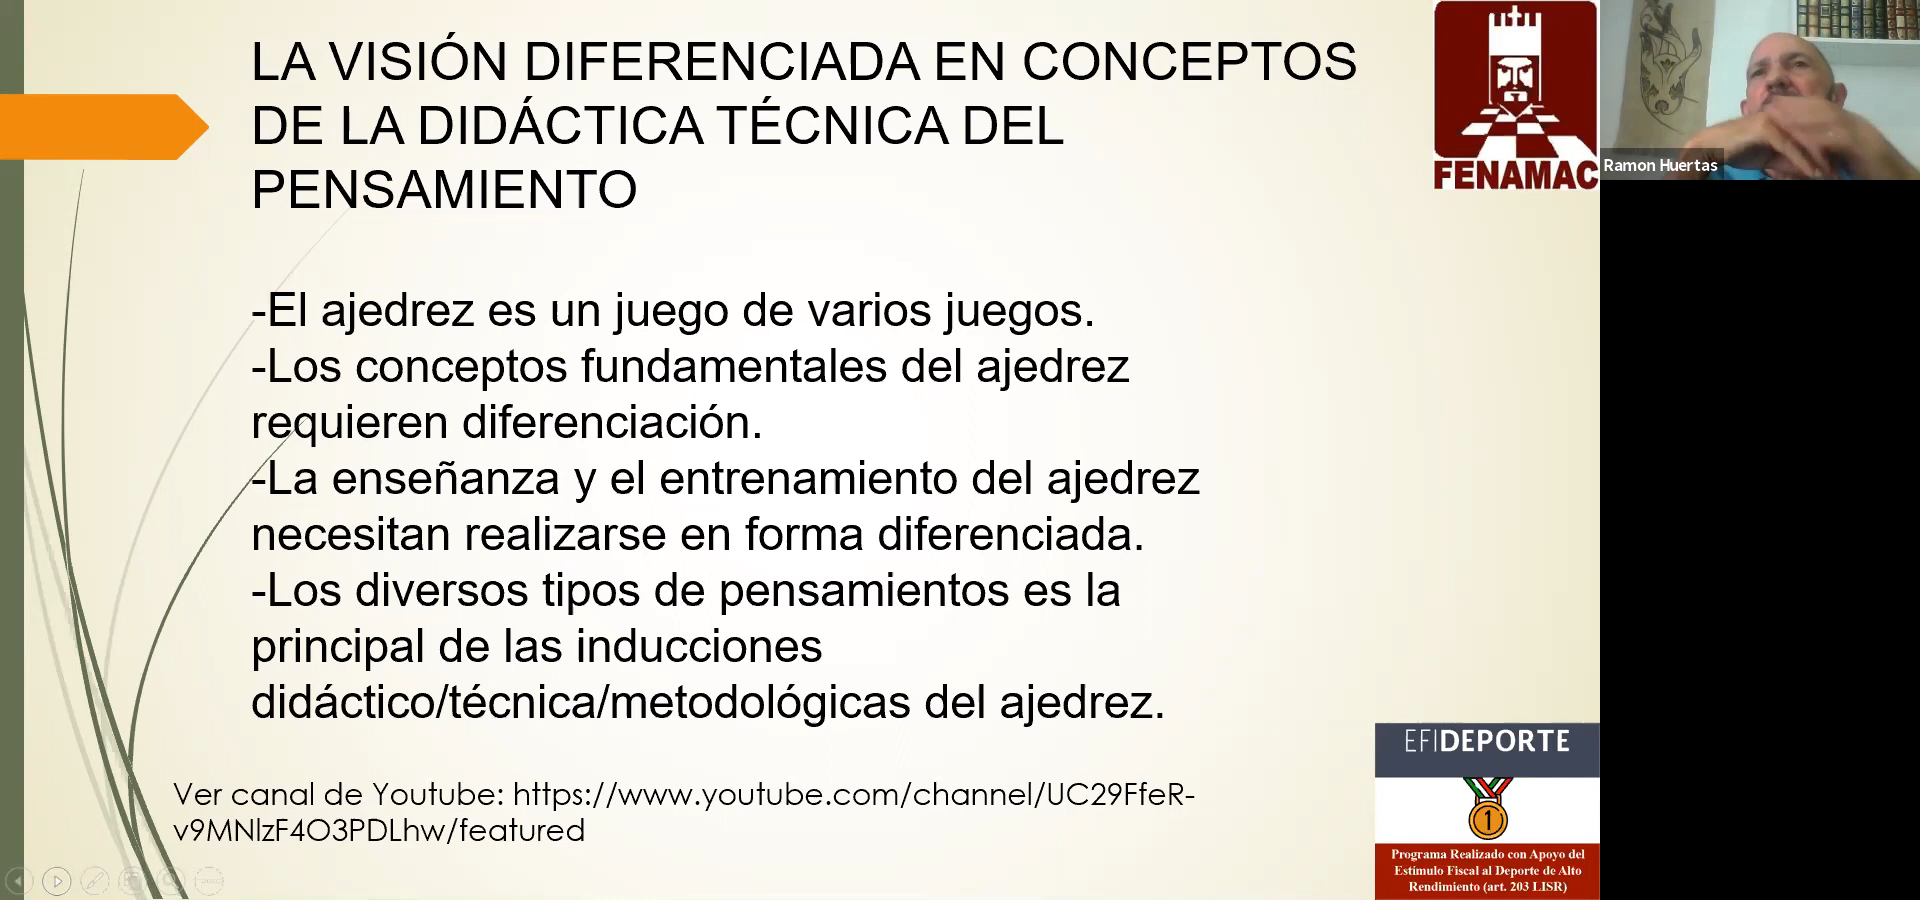 LA VISIÓN DIFERENCIADA EN CONCEPTOS
DE LA DIDÁCTICA TÉCNICA DEL
PENSAMIENTO
FENAMAC
Ramon Huertas
-El ajedrez es un juego de varios juegos.
-Los conceptos fundamentales del ajedrez
requieren diferenciación.
-La enseñanza y el entrenamiento del ajedrez
necesitan realizarse en forma diferenciada.
-Los diversos tipos de pensamientos es la
principal de las inducciones
didáctico/técnica/metodológicas del ajedrez.
Ver canal de Youtube: https://www.youtube.com/channel/UC29FfeR-
v9MNlzF4O3PDLhw/featured
EFIDEPORTE
1
Programa Realizado con Apoyo del
Estímulo Fiscal al Deporte de Alto
Rendimiento (art. 203 LISR)